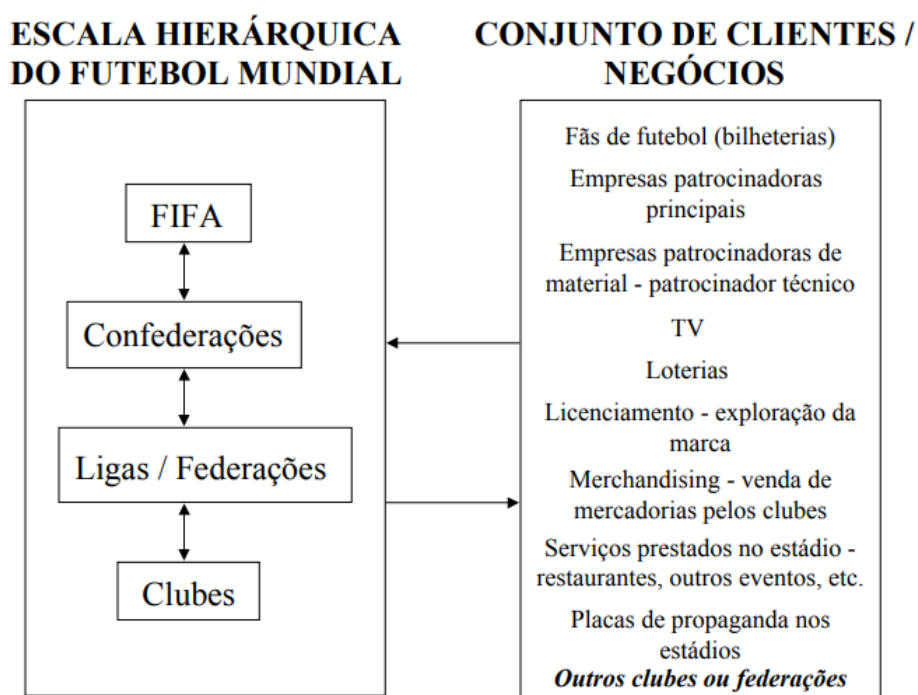 ESCALA HIERÁRQUICA
DO FUTEBOL MUNDIAL
FIFA
Confederações
Ligas / Federações
Clubes
CONJUNTO DE CLIENTES /
NEGÓCIOS
Fãs de futebol (bilheterias)
Empresas patrocinadoras
principais
Empresas patrocinadoras de
material - patrocinador técnico
TV
Loterias
Licenciamento - exploração da
marca
Merchandising - venda de
mercadorias pelos clubes
Serviços prestados no estádio -
restaurantes, outros eventos, etc.
Placas de propaganda nos
estádios
Outros clubes ou federações